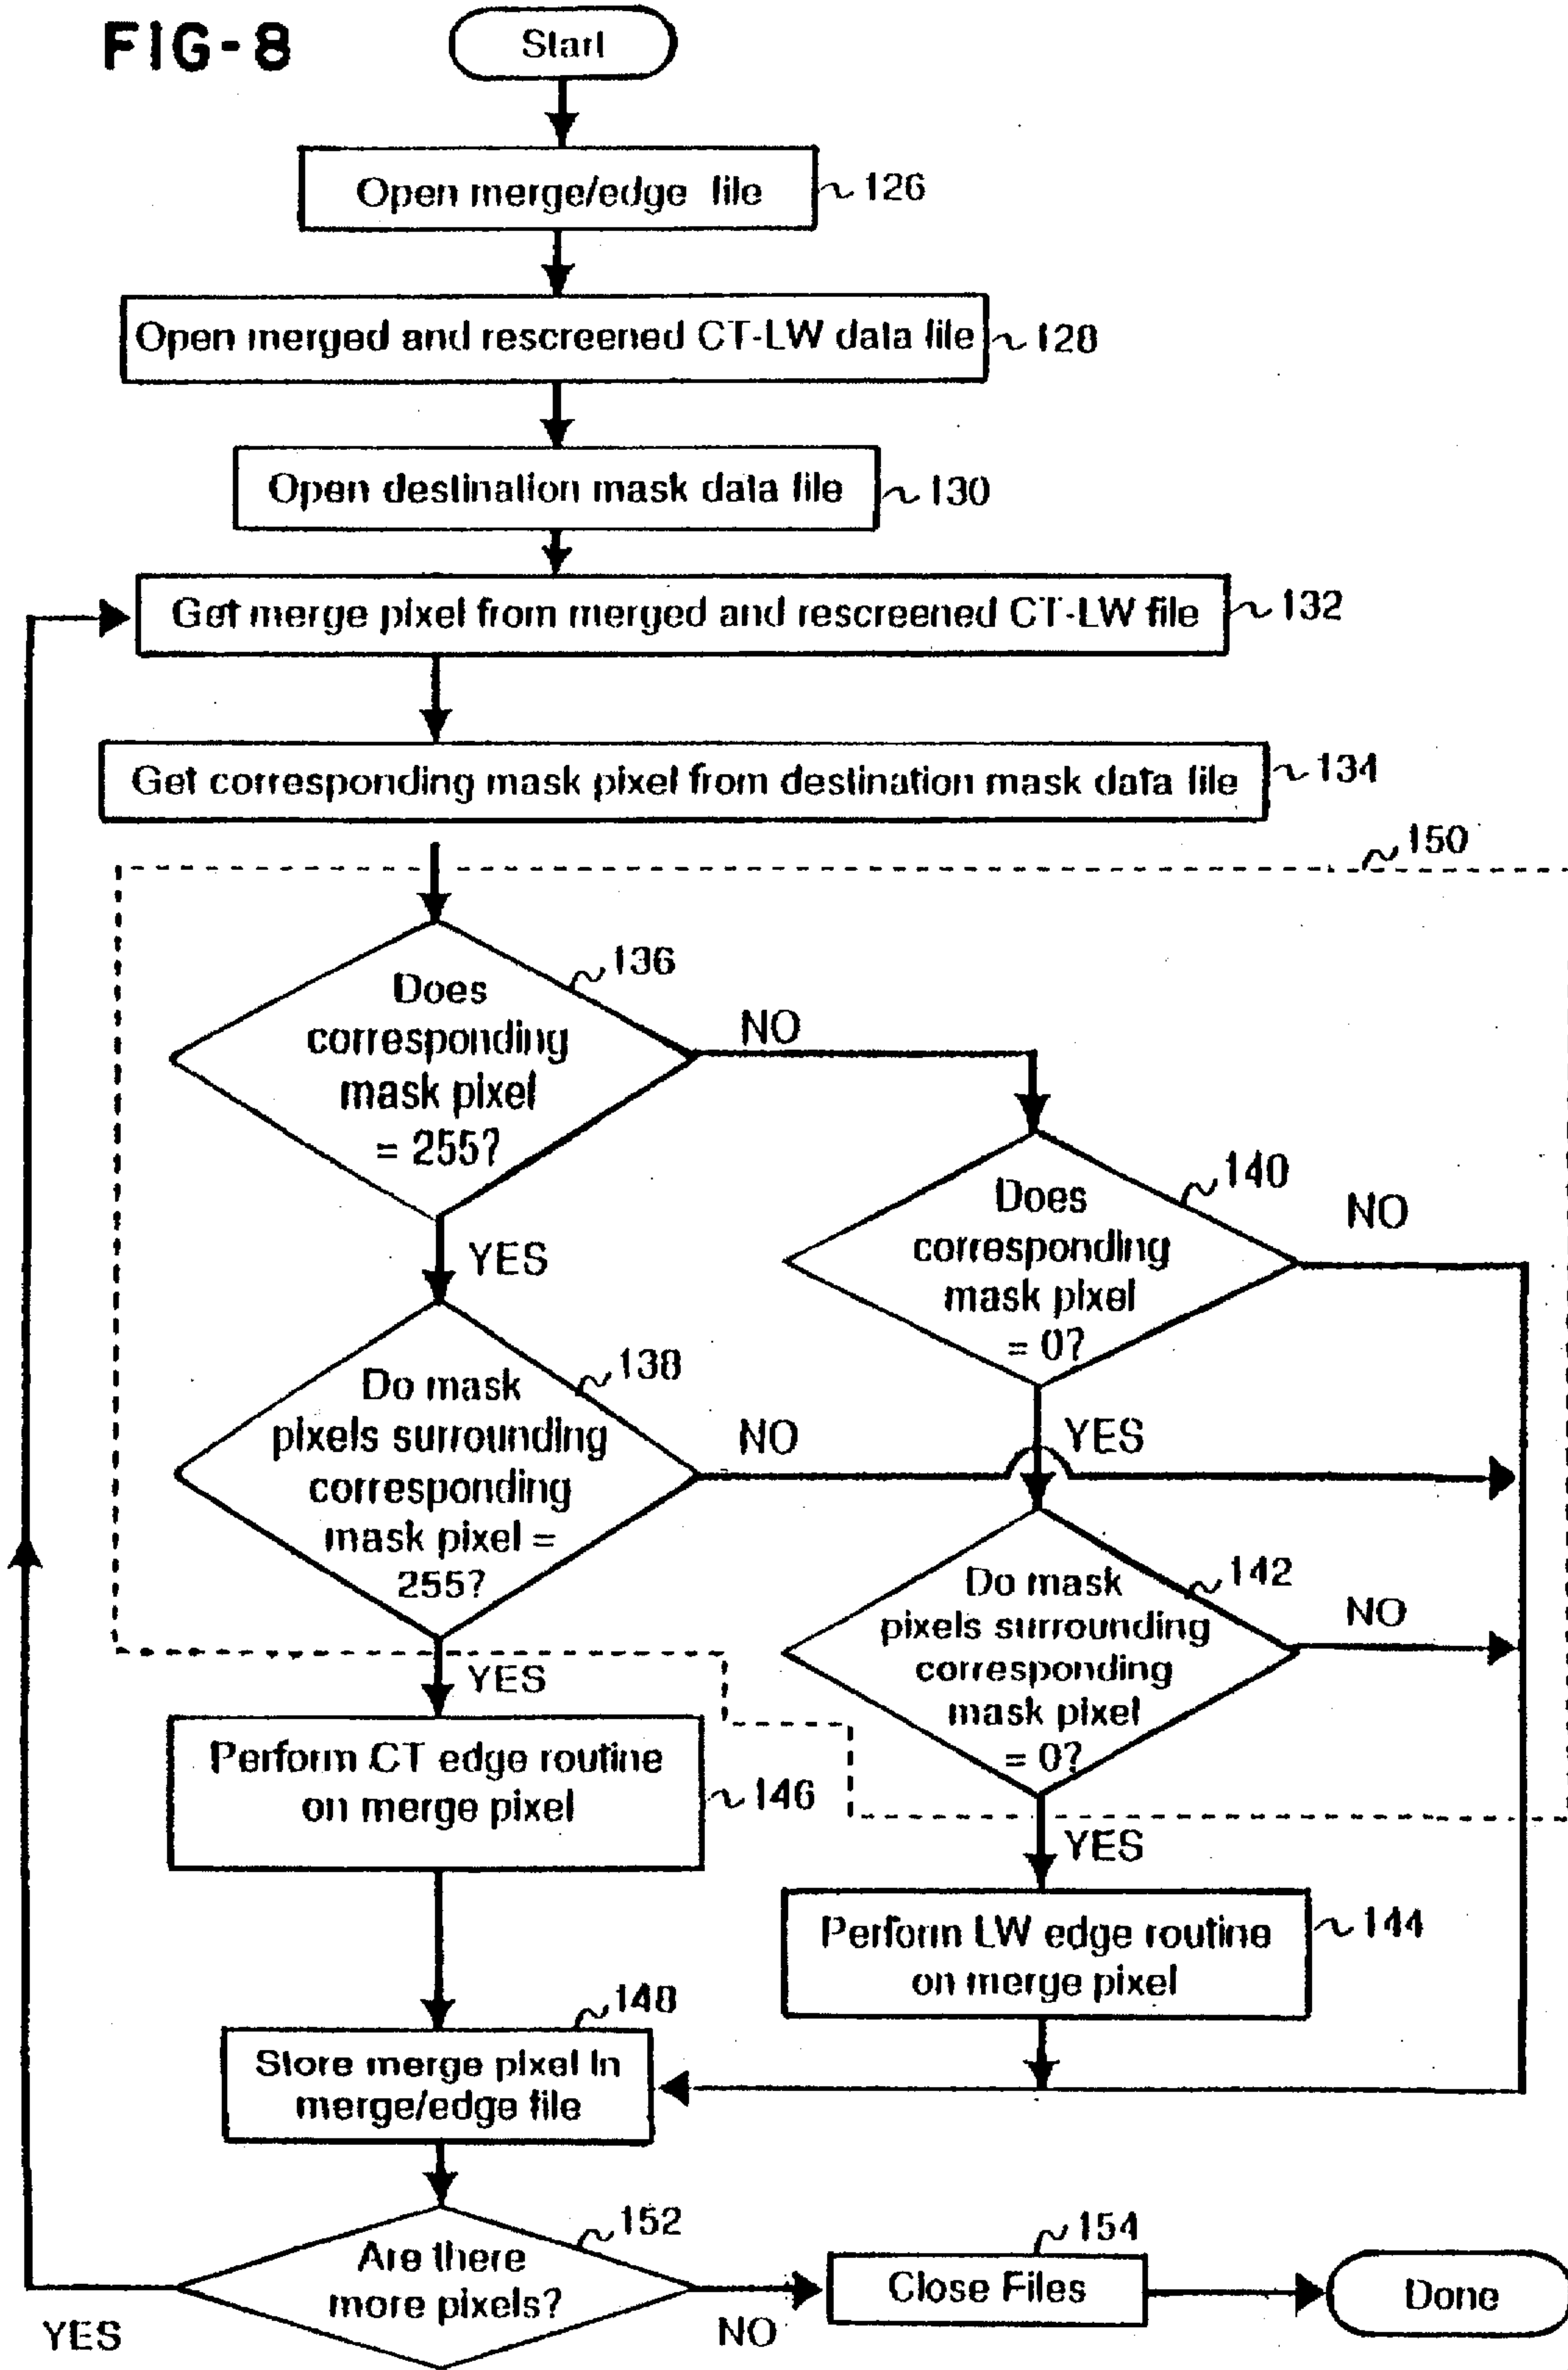 FIG-8
Start
Open merge/edge file
126
Open merged and rescreened CT-LW data file
128
Open destination mask data file
130
Get merge pixel from merged and rescreened CT-LW file
132
Get corresponding mask pixel from destination mask data file
134
150
Does
corresponding
mask pixel
= 255?
136
NO
YES
Does
corresponding
mask pixel
= 0?
140
NO
YES
Do mask
pixels surrounding
corresponding
mask pixel =
255?
138
NO
YES
Do mask
pixels surrounding
corresponding
mask pixel
= 0?
142
NO
YES
Perform CT edge routine
on merge pixel
146
Perform LW edge routine
on merge pixel
144
148
Store merge pixel in
merge/edge file
Are there
more pixels?
152
YES
NO
154
Close Files
Done